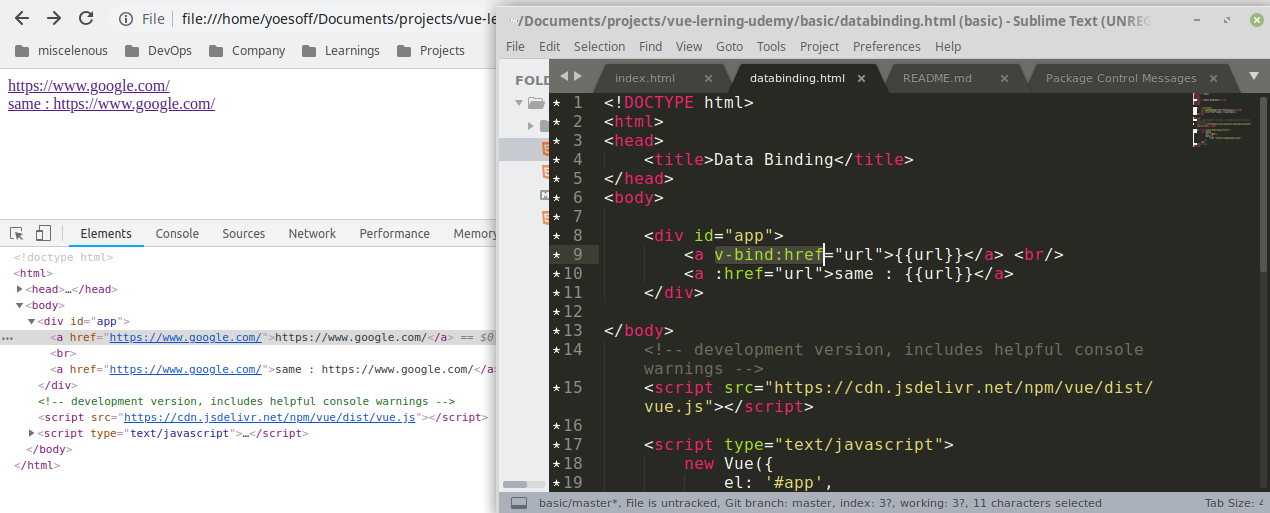 File file:///home/yoesoff/Documents/projects/vue-le
miscelenous DevOps Company Learnings Projects
https://www.google.com/
same : https://www.google.com/
Elements Console Sources Network Performance Memor
<!doctype html>
<html>
<head>…</head>
<body>
<div id="app">
<a href="https://www.google.com/">https://www.google.com/</a> == $0
<br>
<a href="https://www.google.com/">same : https://www.google.com/</a
</div>
<!-- development version, includes helpful console warnings -->
<script src="https://cdn.jsdelivr.net/npm/vue/dist/vue.js"></script>
<script type="text/javascript">…</script>
</body>
</html>
~/Documents/projects/vue-lerning-udemy/basic/databinding.html (basic) - Sublime Text (UNREG
File Edit Selection Find View Goto Tools Project Preferences Help
FOLD
index.html databinding.html README.md Package Control Messages
* 1 <!DOCTYPE html>
* 2 <html>
* 3 <head>
* 4 <title>Data Binding</title>
* 5 </head>
* 6 <body>
* 7
* 8 <div id="app">
* 9 <a v-bind:href="url">{{url}}</a> <br/>
* 10 <a :href="url">same : {{url}}</a>
* 11 </div>
* 12
* 13 </body>
* 14 <!-- development version, includes helpful console
warnings -->
* 15 <script src="https://cdn.jsdelivr.net/npm/vue/dist/
vue.js"></script>
* 16
* 17 <script type="text/javascript">
* 18 new Vue({
* 19 el: '#app',
basic/master*, File is untracked, Git branch: master, index: 3?, working: 3?, 11 characters selected Tab Size: 4